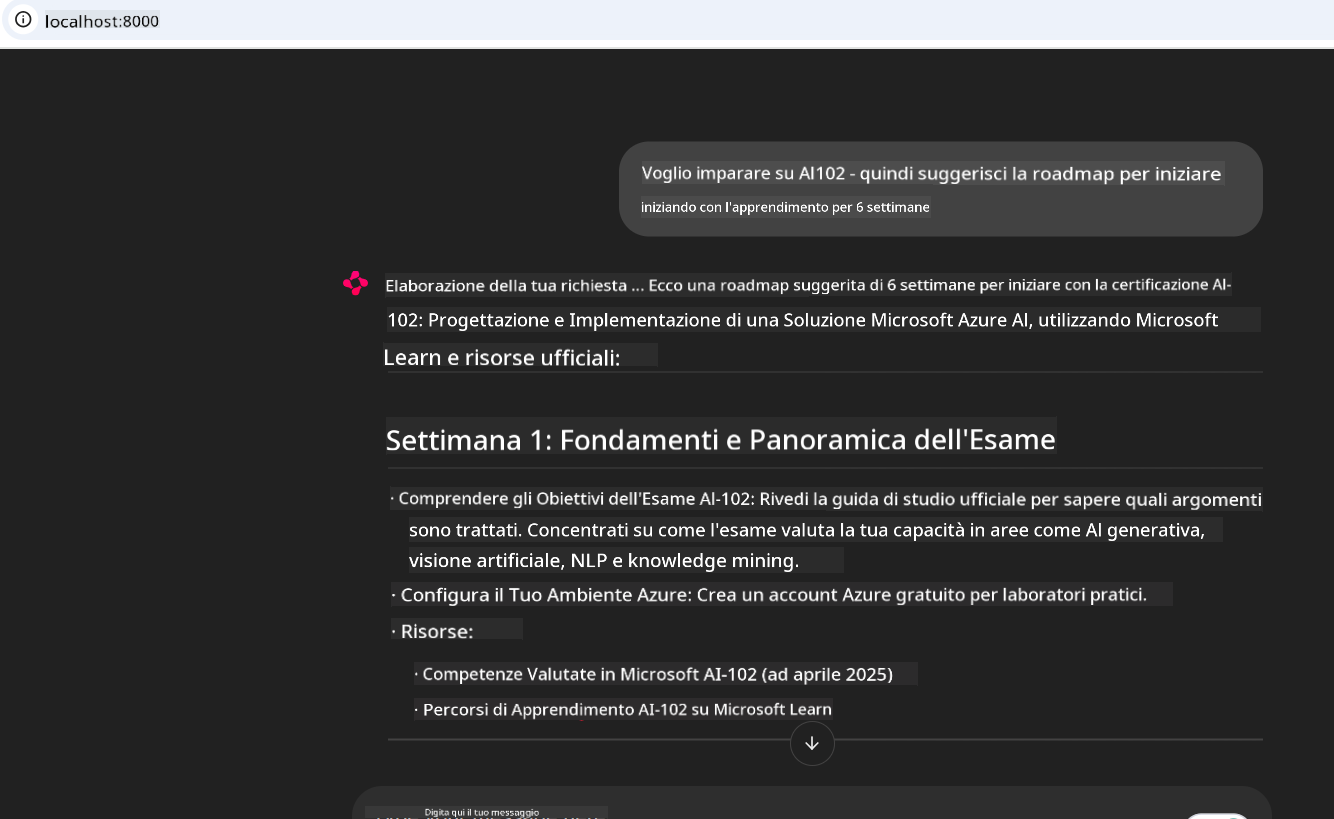 localhost:8000
Voglio imparare su AI102 - quindi suggerisci la roadmap per iniziare
iniziando con l'apprendimento per 6 settimane
Elaborazione della tua richiesta ... Ecco una roadmap suggerita di 6 settimane per iniziare con la certificazione AI-
102: Progettazione e Implementazione di una Soluzione Microsoft Azure AI, utilizzando Microsoft
Learn e risorse ufficiali:
Settimana 1: Fondamenti e Panoramica dell'Esame
· Comprendere gli Obiettivi dell'Esame AI-102: Rivedi la guida di studio ufficiale per sapere quali argomenti
sono trattati. Concentrati su come l'esame valuta la tua capacità in aree come AI generativa,
visione artificiale, NLP e knowledge mining.
· Configura il Tuo Ambiente Azure: Crea un account Azure gratuito per laboratori pratici.
· Risorse:
· Competenze Valutate in Microsoft AI-102 (ad aprile 2025)
· Percorsi di Apprendimento AI-102 su Microsoft Learn
Digita qui il tuo messaggio